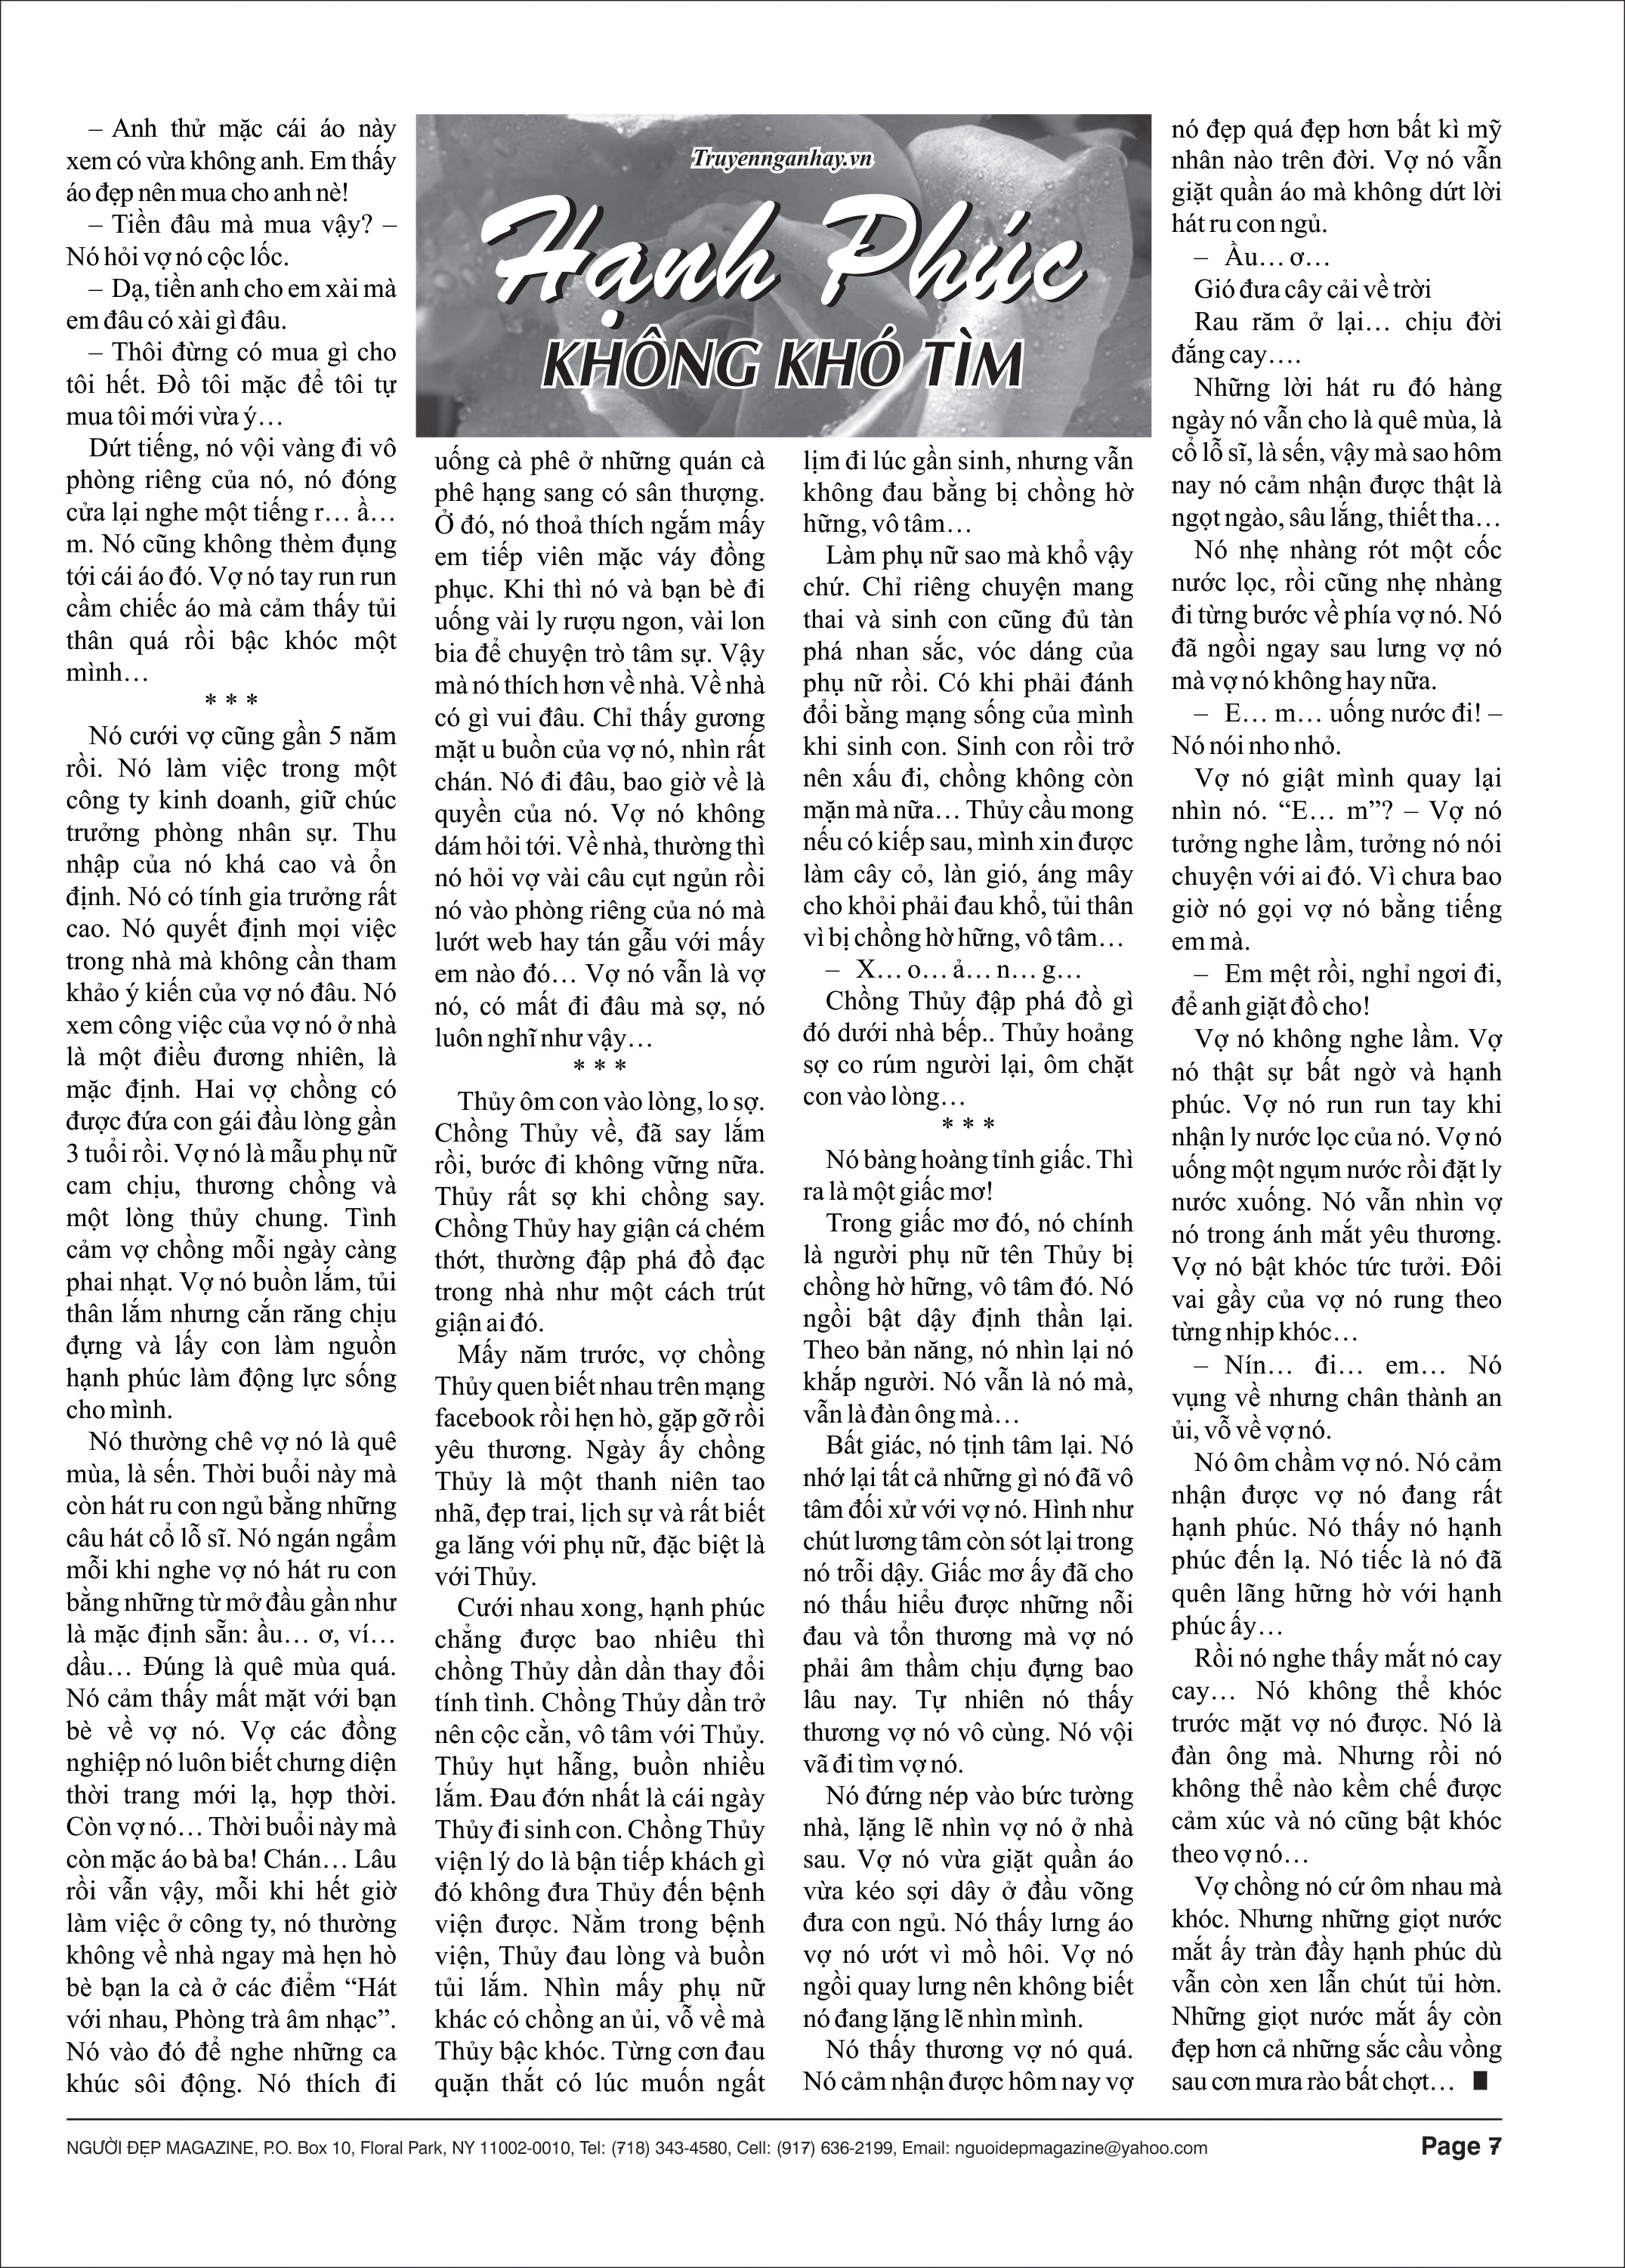 Truyennganhay.vn
Hạnh Phúc
KHÔNG KHÓ TÌM
– Anh thử mặc cái áo này
xem có vừa không anh. Em thấy
áo đẹp nên mua cho anh nè!
– Tiền đâu mà mua vậy? –
Nó hỏi vợ nó cộc lốc.
– Dạ, tiền anh cho em xài mà
em đâu có xài gì đâu.
– Thôi đừng có mua gì cho
tôi hết. Đồ tôi mặc để tôi tự
mua tôi mới vừa ý…
Dứt tiếng, nó vội vàng đi vô
phòng riêng của nó, nó đóng
cửa lại nghe một tiếng r… ầ…
m. Nó cũng không thèm đụng
tới cái áo đó. Vợ nó tay run run
cầm chiếc áo mà cảm thấy tủi
thân quá rồi bậc khóc một
mình…
* * *
Nó cưới vợ cũng gần 5 năm
rồi. Nó làm việc trong một
công ty kinh doanh, giữ chúc
trưởng phòng nhân sự. Thu
nhập của nó khá cao và ổn
định. Nó có tính gia trưởng rất
cao. Nó quyết định mọi việc
trong nhà mà không cần tham
khảo ý kiến của vợ nó đâu. Nó
xem công việc của vợ nó ở nhà
là một điều đương nhiên, là
mặc định. Hai vợ chồng có
được đứa con gái đầu lòng gần
3 tuổi rồi. Vợ nó là mẫu phụ nữ
cam chịu, thương chồng và
một lòng thủy chung. Tình
cảm vợ chồng mỗi ngày càng
phai nhạt. Vợ nó buồn lắm, tủi
thân lắm nhưng cắn răng chịu
đựng và lấy con làm nguồn
hạnh phúc làm động lực sống
cho mình.
Nó thường chê vợ nó là quê
mùa, là sến. Thời buổi này mà
còn hát ru con ngủ bằng những
câu hát cổ lỗ sĩ. Nó ngán ngẩm
mỗi khi nghe vợ nó hát ru con
bằng những từ mở đầu gần như
là mặc định sẵn: ầu… ơ, ví…
dầu… Đúng là quê mùa quá.
Nó cảm thấy mất mặt với bạn
bè về vợ nó. Vợ các đồng
nghiệp nó luôn biết chưng diện
thời trang mới lạ, hợp thời.
Còn vợ nó… Thời buổi này mà
còn mặc áo bà ba! Chán… Lâu
rồi vẫn vậy, mỗi khi hết giờ
làm việc ở công ty, nó thường
không về nhà ngay mà hẹn hò
bè bạn la cà ở các điểm “Hát
với nhau, Phòng trà âm nhạc”.
Nó vào đó để nghe những ca
khúc sôi động. Nó thích đi
uống cà phê ở những quán cà
phê hạng sang có sân thượng.
Ở đó, nó thoả thích ngắm mấy
em tiếp viên mặc váy đồng
phục. Khi thì nó và bạn bè đi
uống vài ly rượu ngon, vài lon
bia để chuyện trò tâm sự. Vậy
mà nó thích hơn về nhà. Về nhà
có gì vui đâu. Chỉ thấy gương
mặt u buồn của vợ nó, nhìn rất
chán. Nó đi đâu, bao giờ về là
quyền của nó. Vợ nó không
dám hỏi tới. Về nhà, thường thì
nó hỏi vợ vài câu cụt ngủn rồi
nó vào phòng riêng của nó mà
lướt web hay tán gẫu với mấy
em nào đó… Vợ nó vẫn là vợ
nó, có mất đi đâu mà sợ, nó
luôn nghĩ như vậy…
* * *
Thủy ôm con vào lòng, lo sợ.
Chồng Thủy về, đã say lắm
rồi, bước đi không vững nữa.
Thủy rất sợ khi chồng say.
Chồng Thủy hay giận cá chém
thớt, thường đập phá đồ đạc
trong nhà như một cách trút
giận ai đó.
Mấy năm trước, vợ chồng
Thủy quen biết nhau trên mạng
facebook rồi hẹn hò, gặp gỡ rồi
yêu thương. Ngày ấy chồng
Thủy là một thanh niên tao
nhã, đẹp trai, lịch sự và rất biết
ga lăng với phụ nữ, đặc biệt là
với Thủy.
Cưới nhau xong, hạnh phúc
chẳng được bao nhiêu thì
chồng Thủy dần dần thay đổi
tính tình. Chồng Thủy dần trở
nên cộc cằn, vô tâm với Thủy.
Thủy hụt hẫng, buồn nhiều
lắm. Đau đớn nhất là cái ngày
Thủy đi sinh con. Chồng Thủy
viện lý do là bận tiếp khách gì
đó không đưa Thủy đến bệnh
viện được. Nằm trong bệnh
viện, Thủy đau lòng và buồn
tủi lắm. Nhìn mấy phụ nữ
khác có chồng an ủi, vỗ về mà
Thủy bậc khóc. Từng cơn đau
quặn thắt có lúc muốn ngất
lịm đi lúc gần sinh, nhưng vẫn
không đau bằng bị chồng hờ
hững, vô tâm…
Làm phụ nữ sao mà khổ vậy
chứ. Chỉ riêng chuyện mang
thai và sinh con cũng đủ tàn
phá nhan sắc, vóc dáng của
phụ nữ rồi. Có khi phải đánh
đổi bằng mạng sống của mình
khi sinh con. Sinh con rồi trở
nên xấu đi, chồng không còn
mặn mà nữa… Thủy cầu mong
nếu có kiếp sau, mình xin được
làm cây cỏ, làn gió, áng mây
cho khỏi phải đau khổ, tủi thân
vì bị chồng hờ hững, vô tâm…
– X… o… ả… n… g…
Chồng Thủy đập phá đồ gì
đó dưới nhà bếp.. Thủy hoảng
sợ co rúm người lại, ôm chặt
con vào lòng…
* * *
Nó bàng hoàng tỉnh giấc. Thì
ra là một giấc mơ!
Trong giấc mơ đó, nó chính
là người phụ nữ tên Thủy bị
chồng hờ hững, vô tâm đó. Nó
ngồi bật dậy định thần lại.
Theo bản năng, nó nhìn lại nó
khắp người. Nó vẫn là nó mà,
vẫn là đàn ông mà…
Bất giác, nó tịnh tâm lại. Nó
nhớ lại tất cả những gì nó đã vô
tâm đối xử với vợ nó. Hình như
chút lương tâm còn sót lại trong
nó trỗi dậy. Giấc mơ ấy đã cho
nó thấu hiểu được những nỗi
đau và tổn thương mà vợ nó
phải âm thầm chịu đựng bao
lâu nay. Tự nhiên nó thấy
thương vợ nó vô cùng. Nó vội
vã đi tìm vợ nó.
Nó đứng nép vào bức tường
nhà, lặng lẽ nhìn vợ nó ở nhà
sau. Vợ nó vừa giặt quần áo
vừa kéo sợi dây ở đầu võng
đưa con ngủ. Nó thấy lưng áo
vợ nó ướt vì mồ hôi. Vợ nó
ngồi quay lưng nên không biết
nó đang lặng lẽ nhìn mình.
Nó thấy thương vợ nó quá.
Nó cảm nhận được hôm nay vợ
nó đẹp quá đẹp hơn bất kì mỹ
nhân nào trên đời. Vợ nó vẫn
giặt quần áo mà không dứt lời
hát ru con ngủ.
– Ầu… ơ…
Gió đưa cây cải về trời
Rau răm ở lại… chịu đời
đắng cay….
Những lời hát ru đó hàng
ngày nó vẫn cho là quê mùa, là
cổ lỗ sĩ, là sến, vậy mà sao hôm
nay nó cảm nhận được thật là
ngọt ngào, sâu lắng, thiết tha…
Nó nhẹ nhàng rót một cốc
nước lọc, rồi cũng nhẹ nhàng
đi từng bước về phía vợ nó. Nó
đã ngồi ngay sau lưng vợ nó
mà vợ nó không hay nữa.
– E… m… uống nước đi! –
Nó nói nho nhỏ.
Vợ nó giật mình quay lại
nhìn nó. “E… m”? – Vợ nó
tưởng nghe lầm, tưởng nó nói
chuyện với ai đó. Vì chưa bao
giờ nó gọi vợ nó bằng tiếng
em mà.
– Em mệt rồi, nghỉ ngơi đi,
để anh giặt đồ cho!
Vợ nó không nghe lầm. Vợ
nó thật sự bất ngờ và hạnh
phúc. Vợ nó run run tay khi
nhận ly nước lọc của nó. Vợ nó
uống một ngụm nước rồi đặt ly
nước xuống. Nó vẫn nhìn vợ
nó trong ánh mắt yêu thương.
Vợ nó bật khóc tức tưởi. Đôi
vai gầy của vợ nó rung theo
từng nhịp khóc…
– Nín… đi… em… Nó
vụng về nhưng chân thành an
ủi, vỗ về vợ nó.
Nó ôm chầm vợ nó. Nó cảm
nhận được vợ nó đang rất
hạnh phúc. Nó thấy nó hạnh
phúc đến lạ. Nó tiếc là nó đã
quên lãng hững hờ với hạnh
phúc ấy…
Rồi nó nghe thấy mắt nó cay
cay… Nó không thể khóc
trước mặt vợ nó được. Nó là
đàn ông mà. Nhưng rồi nó
không thể nào kềm chế được
cảm xúc và nó cũng bật khóc
theo vợ nó…
Vợ chồng nó cứ ôm nhau mà
khóc. Nhưng những giọt nước
mắt ấy tràn đầy hạnh phúc dù
vẫn còn xen lẫn chút tủi hờn.
Những giọt nước mắt ấy còn
đẹp hơn cả những sắc cầu vồng
sau cơn mưa rào bất chợt… ■
NGƯỜI ĐẸP MAGAZINE, P.O. Box 10, Floral Park, NY 11002-0010, Tel: (718) 343-4580, Cell: (917) 636-2199, Email: nguoidepmagazine@yahoo.com
Page 7